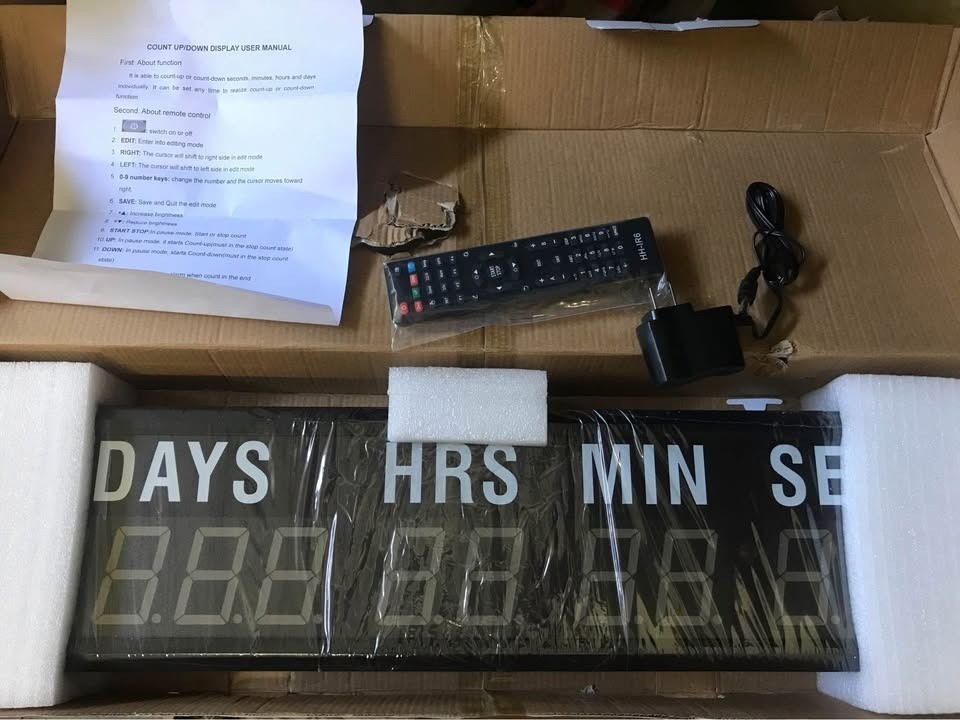 COUNT UP/DOWN DISPLAY USER MANUAL
First: About function
It is able to count-up or count-down seconds, minutes, hours and days
individually. It can be set any time to realize count-up or count-down
function.
Second: About remote control
1. switch on or off
2. EDIT: Enter into editing mode
3. RIGHT: The cursor will shift to right side in edit mode
4. LEFT: The cursor will shift to left side in edit mode
5. 0-9 number keys: change the number and the cursor moves toward
right.
6. SAVE: Save and Quit the edit mode
7. +▲: Increase brightness
8. +▼: Reduce brightness
9. START STOP:In pause mode, Start or stop count
10.UP: In pause mode, it starts Count-up(must in the stop count state)
11. DOWN: In pause mode, starts Count-down(must in the stop count
state)
when count in the end
HH-JR6
DAYS HRS MIN SE